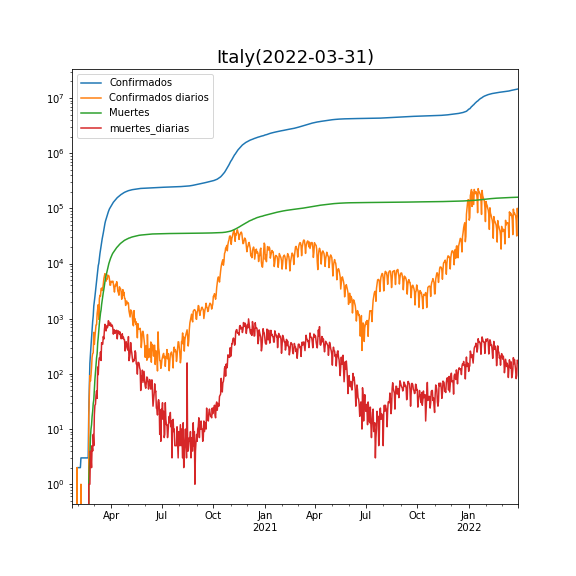 Italy(2022-03-31)
Confirmados
Confirmados diarios
Muertes
muertes_diarias
10⁷
10⁶
10⁵
10⁴
10³
10²
10¹
10⁰
Apr Jul Oct Jan Apr Jul Oct Jan
2021 2022